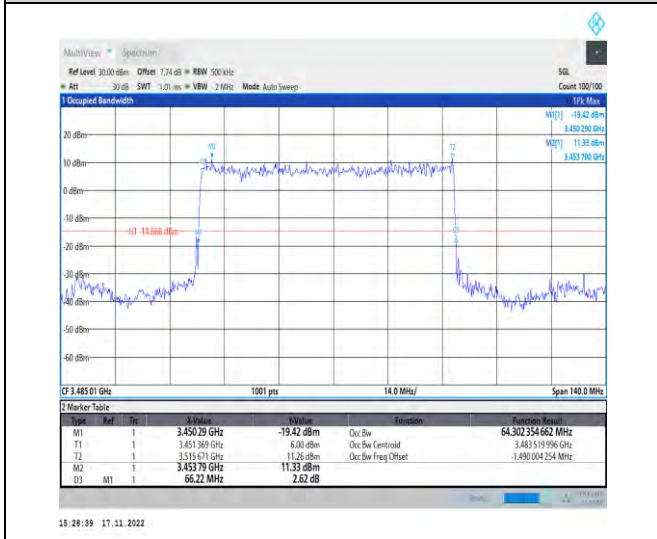 MultiView Spectrum
Ref Level 30.00 dBm Offset 7.74 dB RBW 500 kHz SGL
Att 30 dB SWT 1.01 ms VBW 2 MHz Mode Auto Sweep Count 100/100
1 Occupied Bandwidth 1Pk Max
M1[1] -19.42 dBm
3.450 290 GHz
M2[1] 11.33 dBm
3.453 790 GHz
20 dBm
10 dBm
0 dBm
-10 dBm
H1 -14.668 dBm
-20 dBm
-30 dBm
-40 dBm
-50 dBm
-60 dBm
M2
T2
CF 3.485 01 GHz 1001 pts 14.0 MHz/ Span 140.0 MHz
2 Marker Table
Type Ref Trc X-Value Y-Value Function Function Result
M1 1 3.450 29 GHz -19.42 dBm Occ Bw 64.302 354 662 MHz
T1 1 3.451 369 GHz 6.00 dBm Occ Bw Centroid 3.483 519 996 GHz
T2 1 3.515 671 GHz 11.26 dBm Occ Bw Freq Offset -1.490 004 254 MHz
M2 1 3.453 79 GHz 11.33 dBm
D3 M1 1 66.22 MHz 2.62 dB
15:28:39 17.11.2022